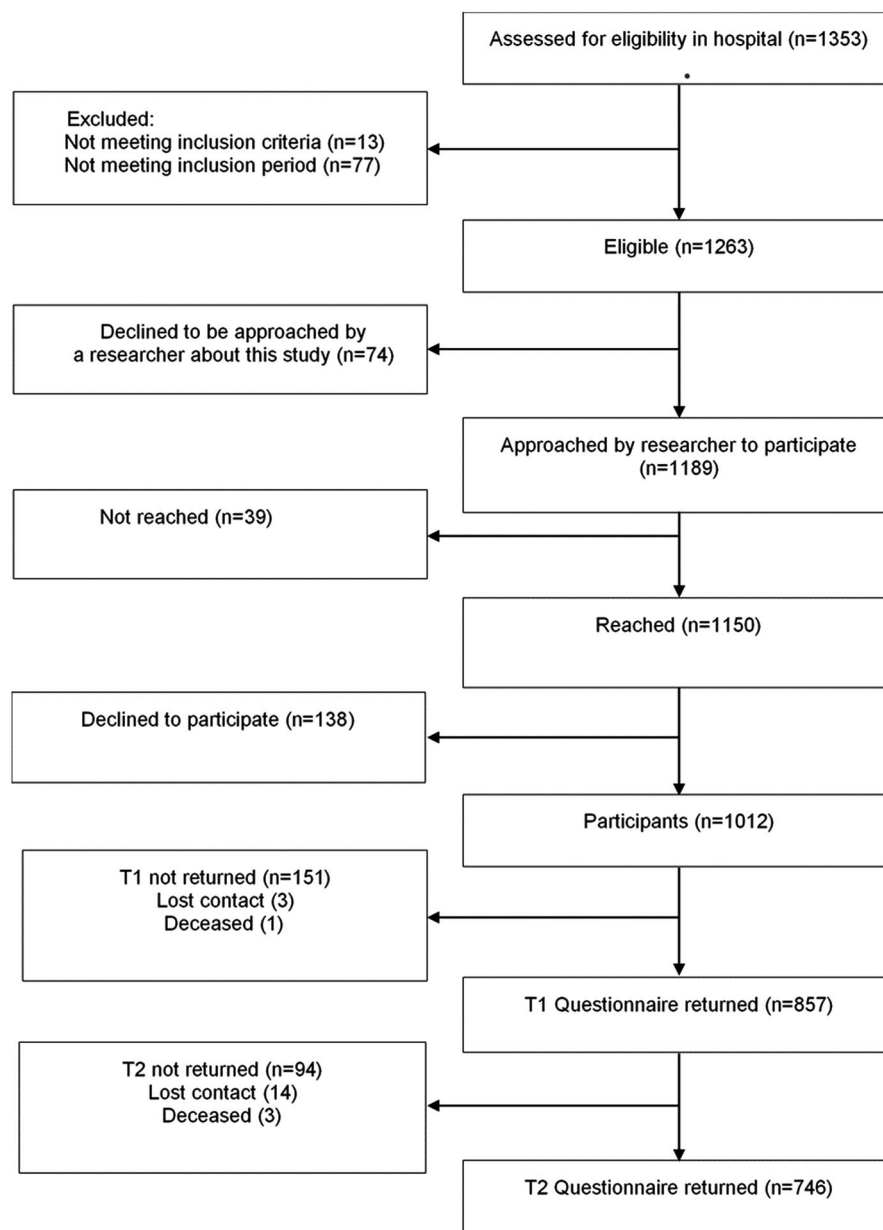 Assessed for eligibility in hospital (n=1353)
Excluded:
Not meeting inclusion criteria (n=13)
Not meeting inclusion period (n=77)
Eligible (n=1263)
Declined to be approached by
a researcher about this study (n=74)
Approached by researcher to participate
(n=1189)
Not reached (n=39)
Reached (n=1150)
Declined to participate (n=138)
Participants (n=1012)
T1 not returned (n=151)
Lost contact (3)
Deceased (1)
T1 Questionnaire returned (n=857)
T2 not returned (n=94)
Lost contact (14)
Deceased (3)
T2 Questionnaire returned (n=746)